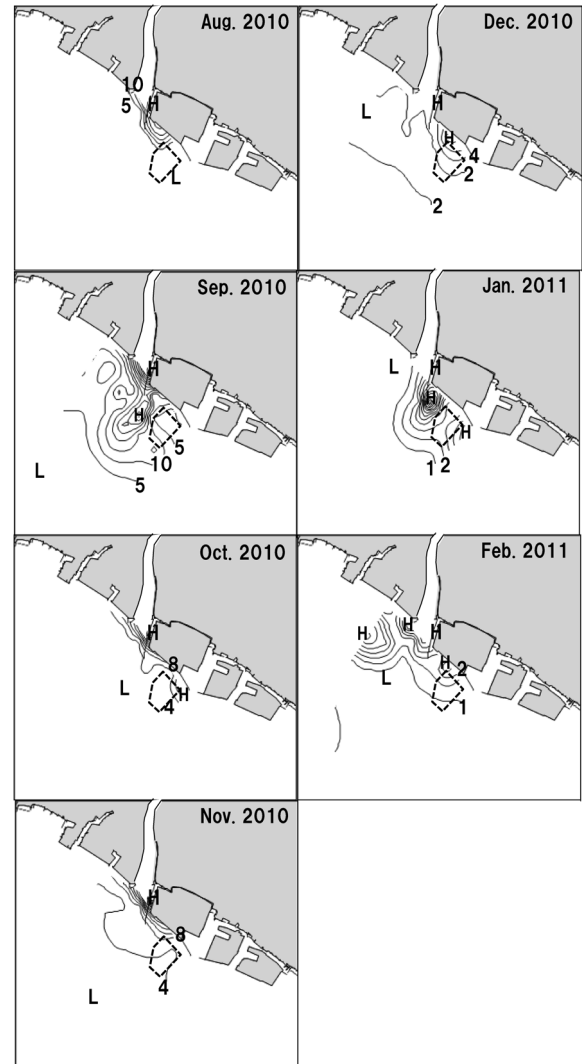 Aug. 2010
10
5
H
L
Dec. 2010
L
H
H
4
2
2
Sep. 2010
H
H
5
10
L
5
Jan. 2011
L
H
H
H
1 2
Oct. 2010
H
8
L
H
4
Feb. 2011
H
H
H
H
2
L
1
Nov. 2010
H
8
4
L